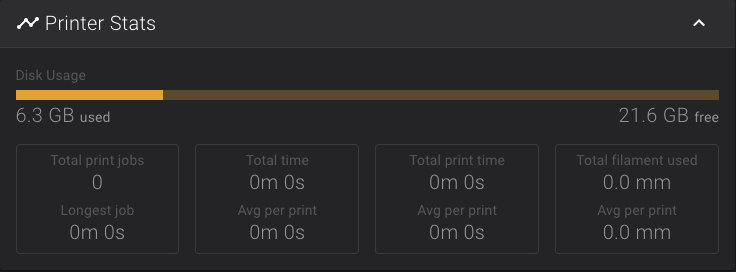 Printer Stats
Disk Usage
6.3 GB used 21.6 GB free
Total print jobs Total time Total print time Total filament used
0 0m 0s 0m 0s 0.0 mm
Longest job Avg per print Avg per print Avg per print
0m 0s 0m 0s 0m 0s 0.0 mm